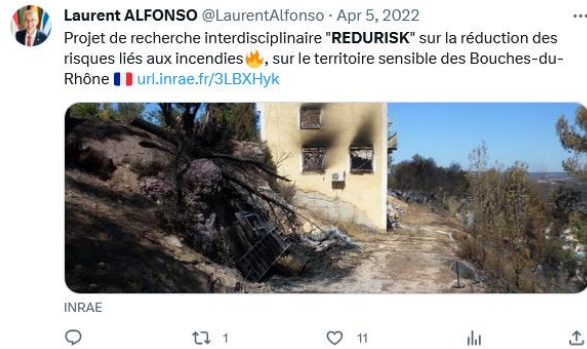 Laurent ALFONSO @LaurentAlfonso · Apr 5, 2022
Projet de recherche interdisciplinaire "REDURISK" sur la réduction des
risques liés aux incendies🔥, sur le territoire sensible des Bouches-du-
Rhône 🇫🇷 url.inrae.fr/3LBXHyk
INRAE
1
11